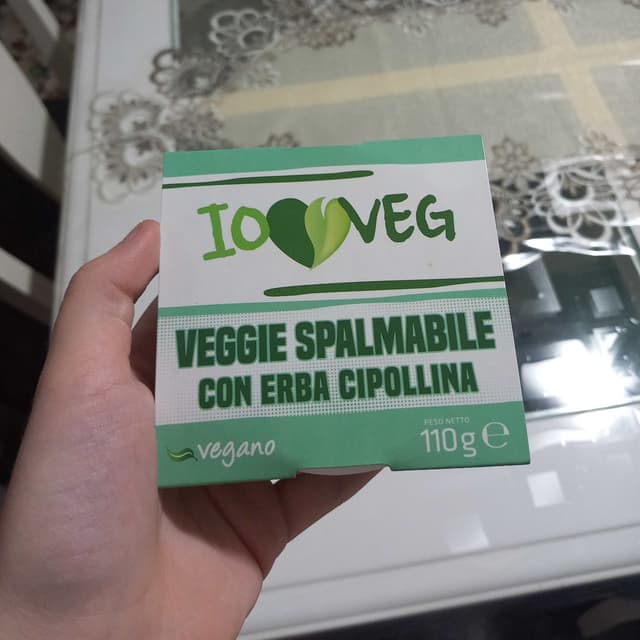 IO VEG
VEGGIE SPALMABILE
CON ERBA CIPOLLINA
vegano
PESO NETTO
110g ℮